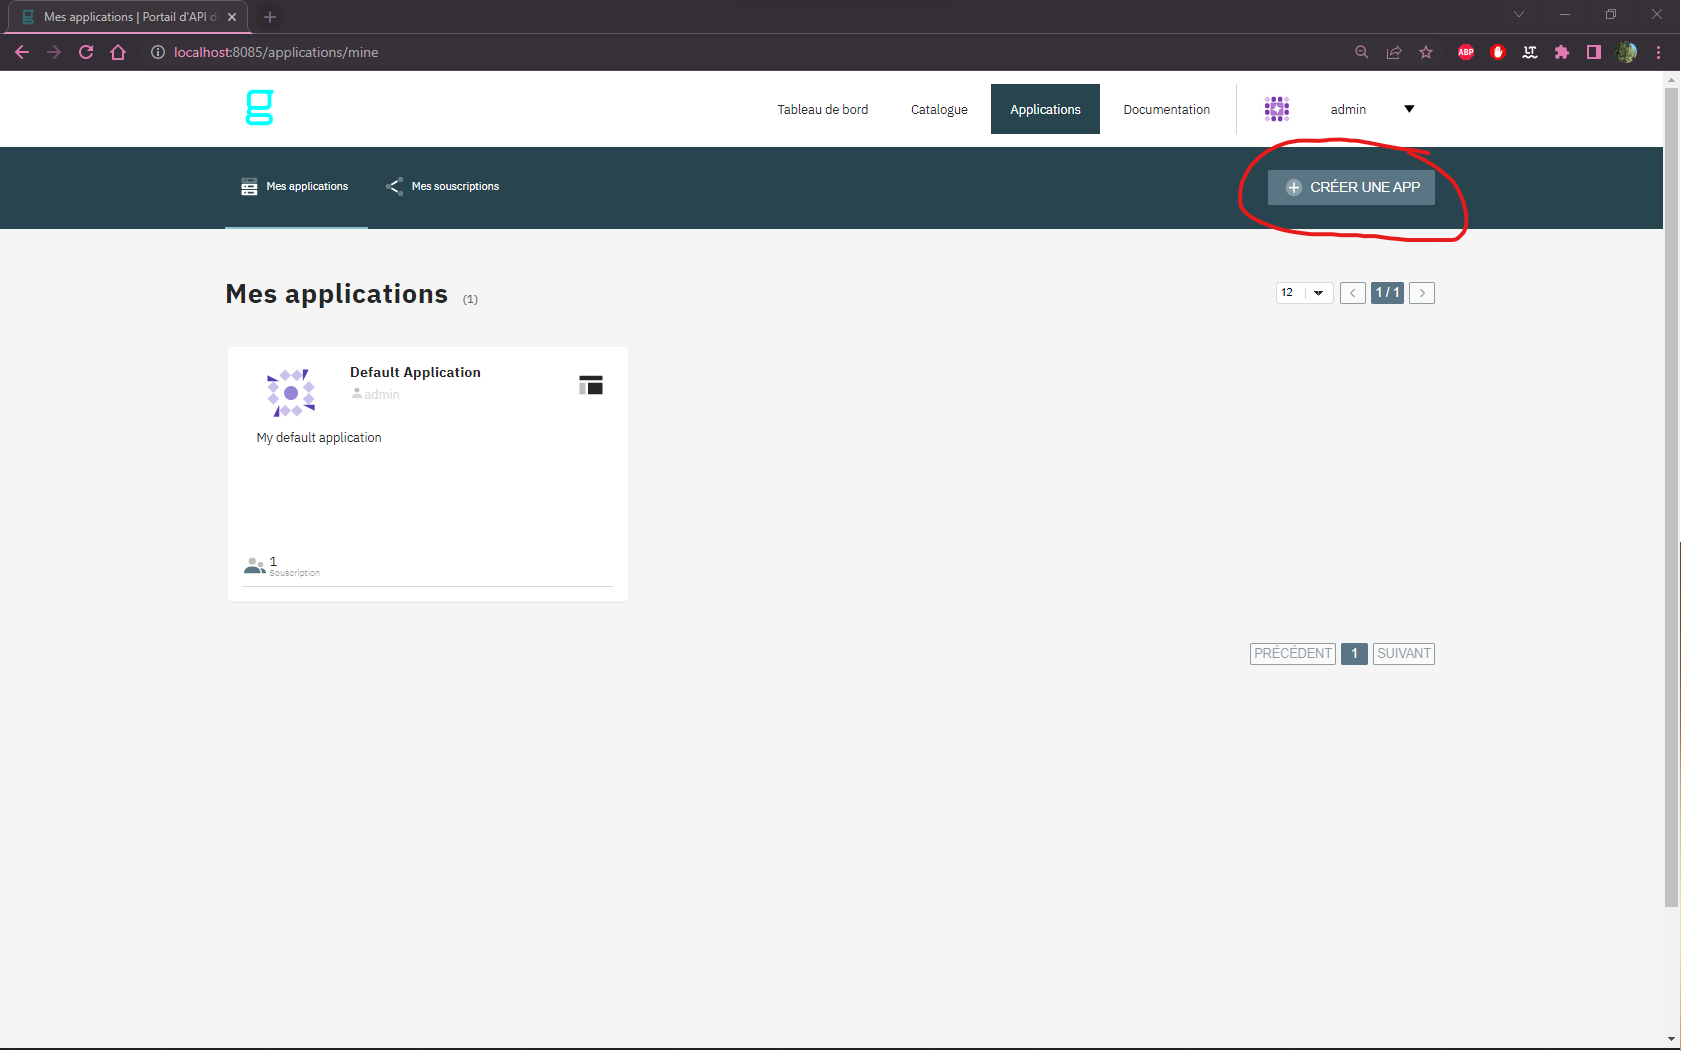 Mes applications | Portail d'API d
localhost:8085/applications/mine
ABP
LT
g
Tableau de bord
Catalogue
Applications
Documentation
admin
Mes applications
Mes souscriptions
CRÉER UNE APP
Mes applications (1)
12
1 / 1
Default Application
admin
My default application
1
Souscription
PRÉCÉDENT
1
SUIVANT